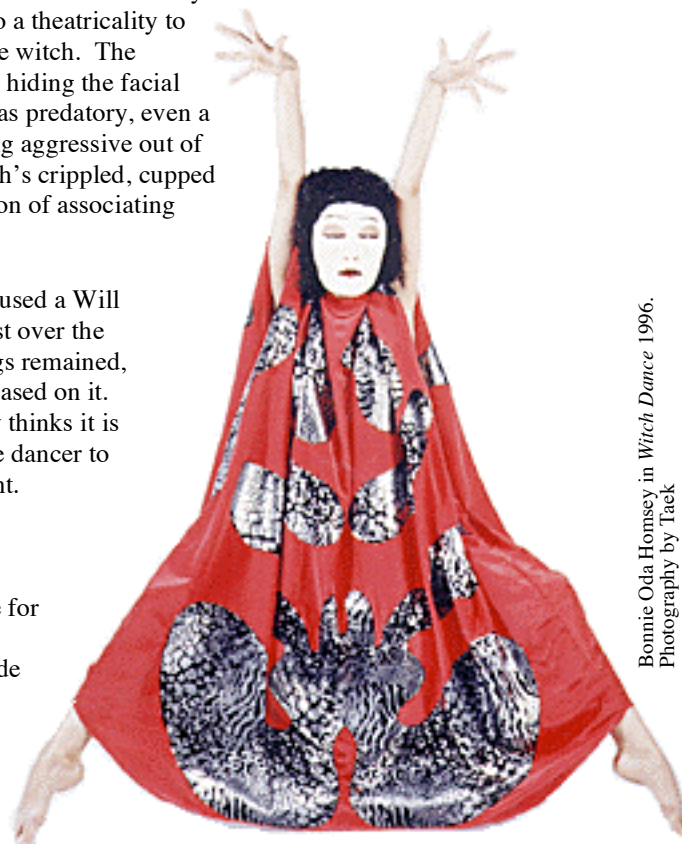 o a theatricality to
e witch.  The
hiding the facial
as predatory, even a
g aggressive out of
h’s crippled, cupped
on of associating
used a Will
st over the
gs remained,
ased on it.
thinks it is
e dancer to
nt.
for
de
Bonnie Oda Homsey in Witch Dance 1996.
Photography by Taek